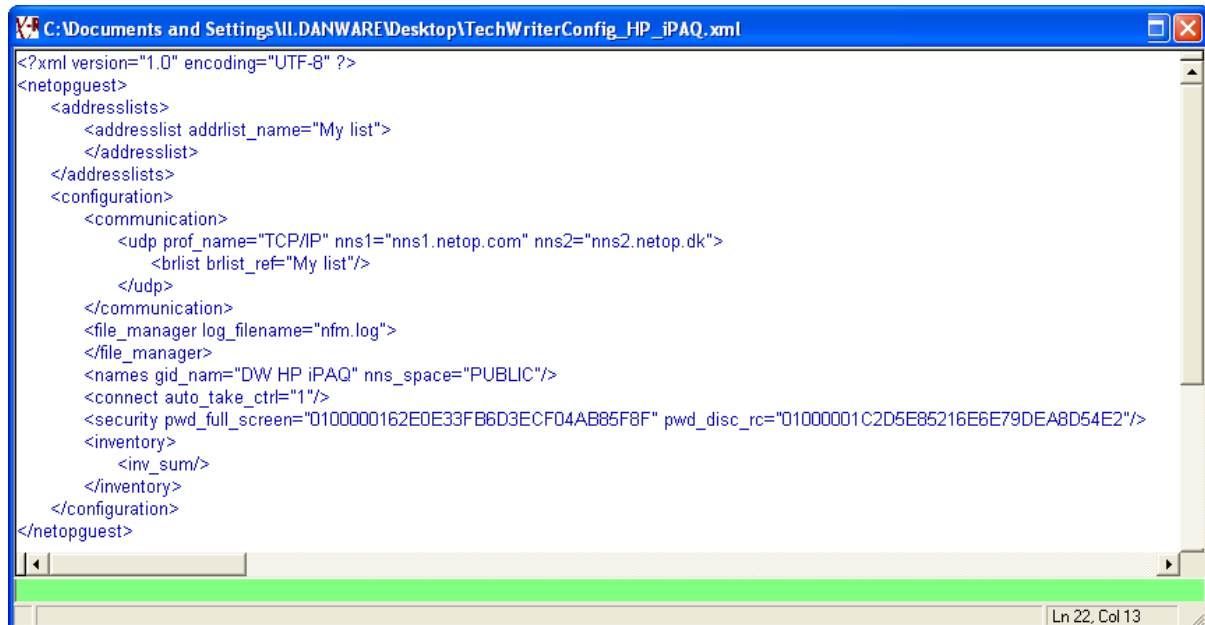 C:\Documents and Settings\UI.DANWARE\Desktop\TechWriterConfig_HP_iPAQ.xml
<?xml version="1.0" encoding="UTF-8" ?>
<netopguest>
<addresslists>
<addresslist addrlist_name="My list">
</addresslist>
</addresslists>
<configuration>
<communication>
<udp prof_name="TCP/IP" nns1="nns1.netop.com" nns2="nns2.netop.dk">
<brlist brlist_ref="My list"/>
</udp>
</communication>
<file_manager log_filename="nfm.log">
</file_manager>
<names gid_nam="DW HP iPAQ" nns_space="PUBLIC"/>
<connect auto_take_ctrl="1"/>
<security pwd_full_screen="0100000162E0E33FB6D3ECF04AB85F8F" pwd_disc_rc="01000001C2D5E85216E6E79DEA8D54E2"/>
<inventory>
<inv_sum/>
</inventory>
</configuration>
</netopguest>
Ln 22, Col 13